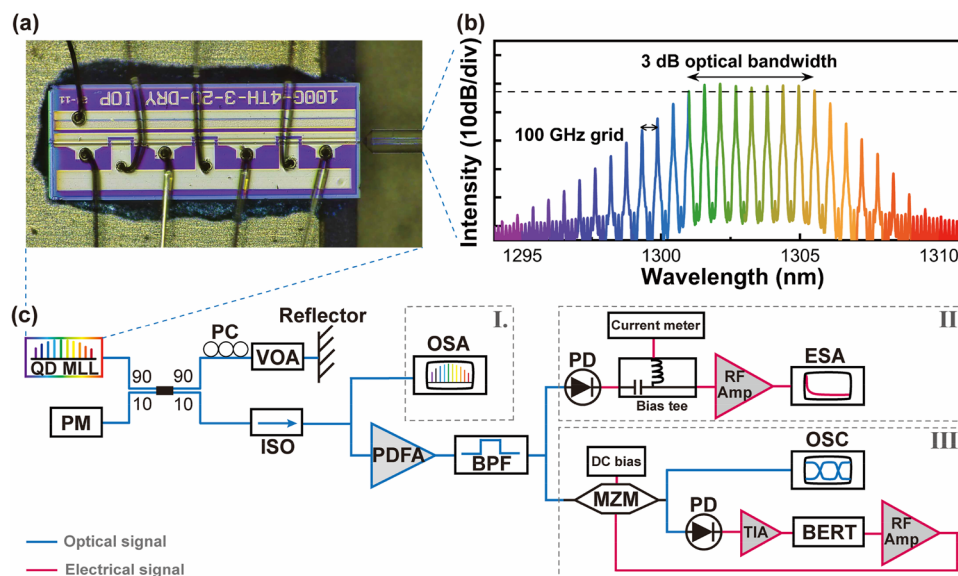 (a)
100G-4TH-3-20-DRY IOP
(b)
Intensity (10dB/div)
3 dB optical bandwidth
100 GHz grid
1295
1300
1305
1310
Wavelength (nm)
(c)
QD MLL
PM
90
90
10
10
PC
VOA
Reflector
ISO
I.
OSA
PDFA
BPF
II
Current meter
PD
Bias tee
RF
Amp
ESA
III
DC bias
MZM
OSC
PD
TIA
BERT
RF
Amp
Optical signal
Electrical signal